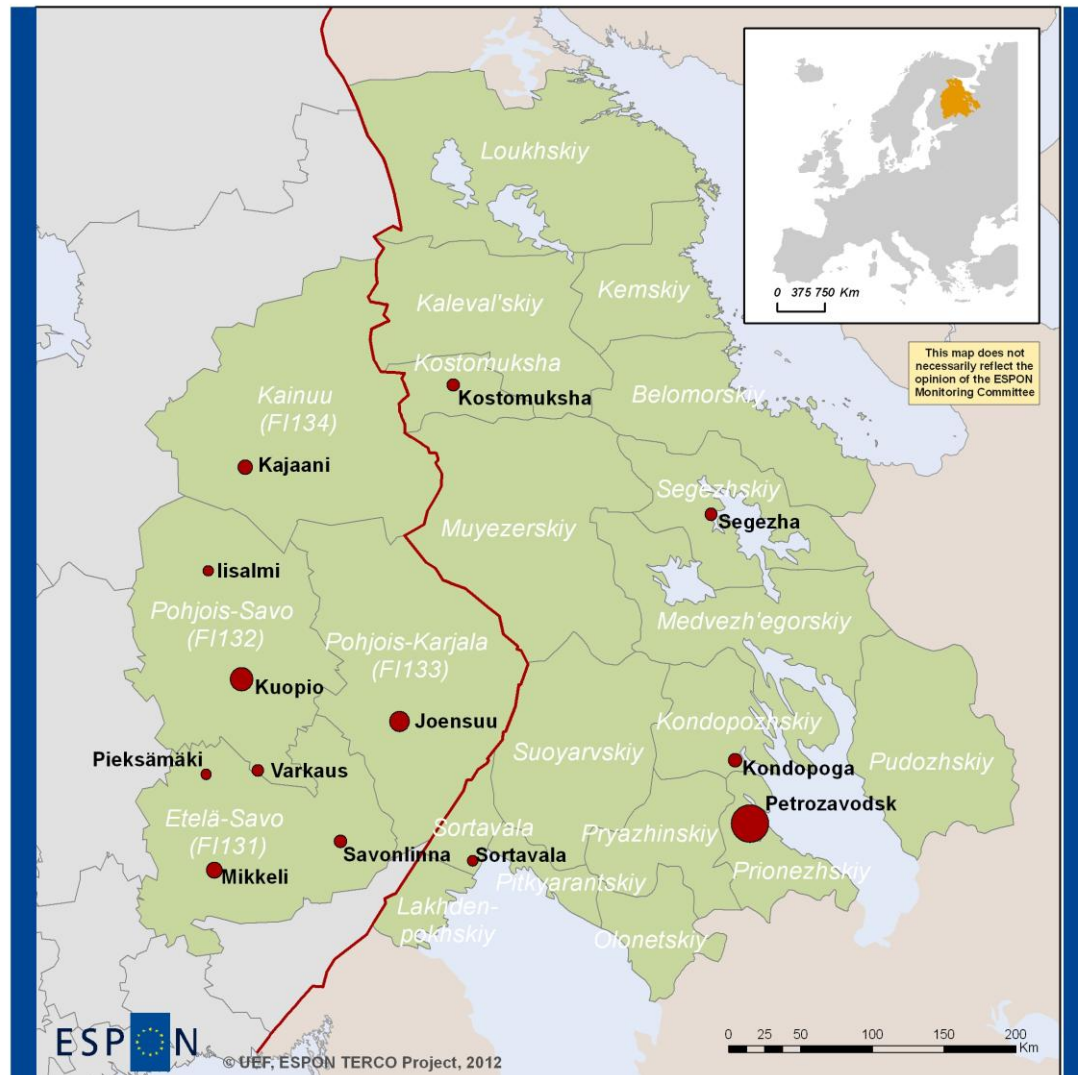 Loukhskiy
0 375 750 Km
This map does not
necessarily reflect the
opinion of the ESPON
Monitoring Committee
Kaleval'skiy
Kemskiy
Kostomuksha
Kostomuksha
Belomorskiy
Kainuu
(FI134)
Kajaani
Segezhskiy
Segezha
Muyezerskiy
Iisalmi
Pohjois-Savo
(FI132)
Pohjois-Karjala
(FI133)
Medvezh'egorskiy
Kuopio
Joensuu
Kondopozhskiy
Suoyarvskiy
Pudozhskiy
Pieksämäki
Varkaus
Kondopoga
Petrozavodsk
Etelä-Savo
(FI131)
Sortavala
Pryazhinskiy
Savonlinna
Sortavala
Mikkeli
Pitkyarantskiy
Prionezhskiy
Lakhden-
pokhskiy
Olonetskiy
ESPON
© UEF, ESPON TERCO Project, 2012
0 25 50 100 150 200
Km